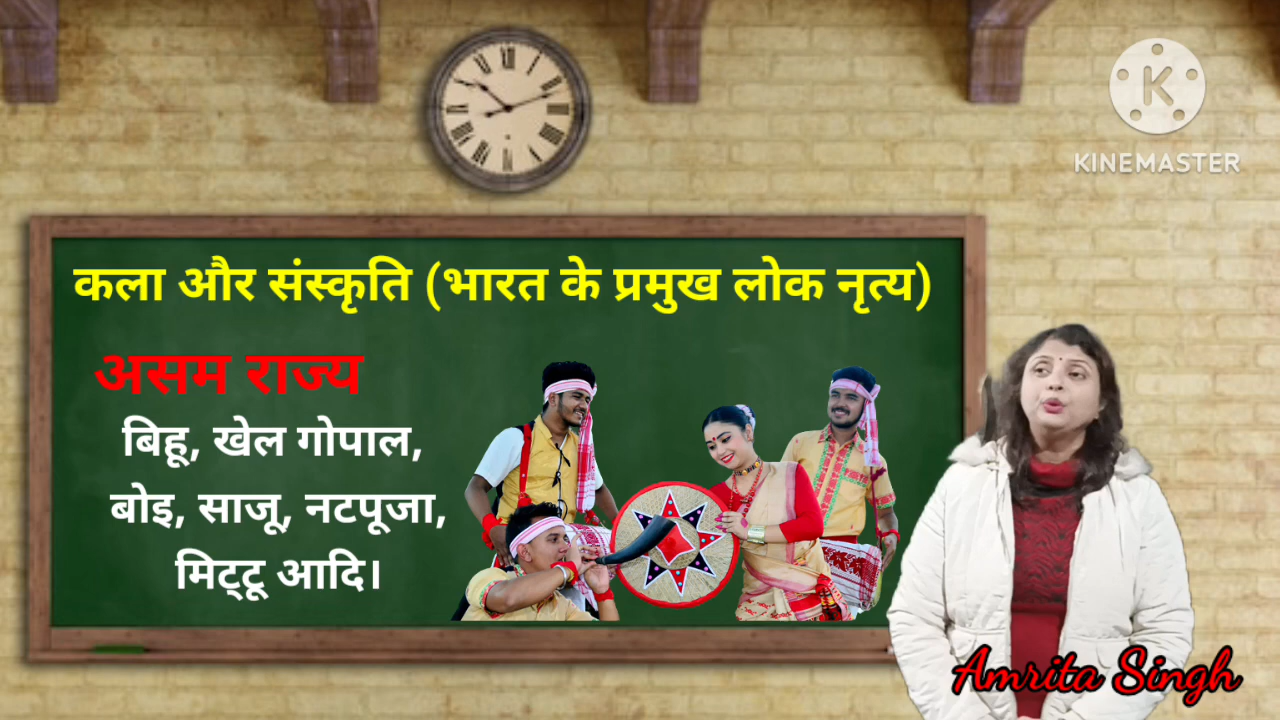 KINEMASTER
कला और संस्कृति (भारत के प्रमुख लोक नृत्य)
असम राज्य
बिहू, खेल गोपाल,
बोइ, साजू, नटपूजा,
मिट्टू आदि।
Amrita Singh